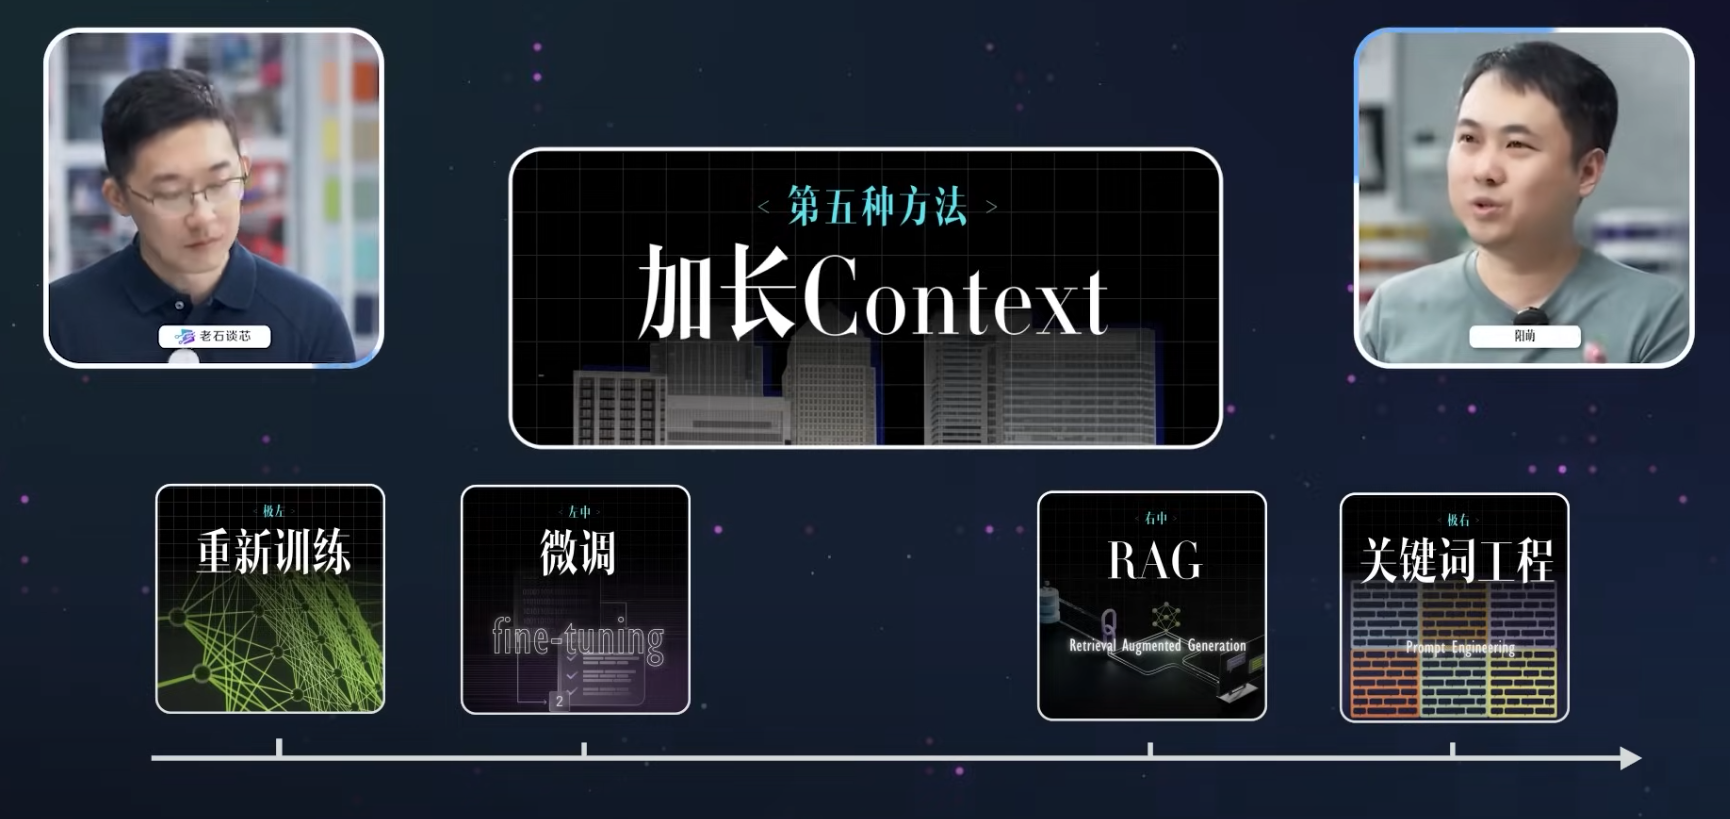 老石谈芯
< 第五种方法 >
加长Context
阳萌
极左
重新训练
左中
微调
fine-tuning
2
右中
RAG
Retrieval Augmented Generation
极右
关键词工程
Prompt Engineering